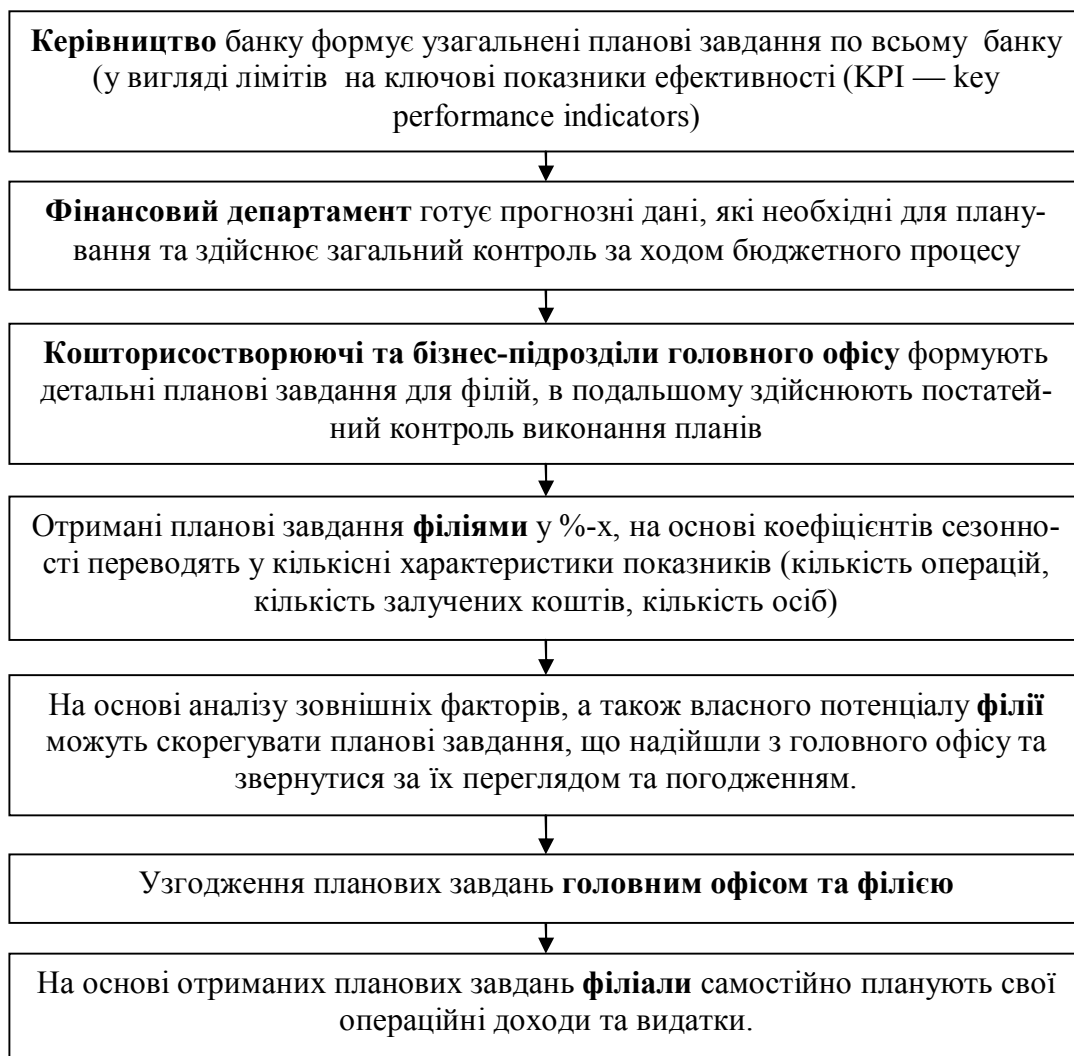 Керівництво банку формує узагальнені планові завдання по всьому банку
(у вигляді лімітів на ключові показники ефективності (KPI — key
performance indicators)
Фінансовий департамент готує прогнозні дані, які необхідні для плану-
вання та здійснює загальний контроль за ходом бюджетного процесу
Кошторисостворюючі та бізнес-підрозділи головного офісу формують
детальні планові завдання для філій, в подальшому здійснюють постатей-
ний контроль виконання планів
Отримані планові завдання філіями у %-х, на основі коефіцієнтів сезонно-
сті переводять у кількісні характеристики показників (кількість операцій,
кількість залучених коштів, кількість осіб)
На основі аналізу зовнішніх факторів, а також власного потенціалу філії
можуть скорегувати планові завдання, що надійшли з головного офісу та
звернутися за їх переглядом та погодженням.
Узгодження планових завдань головним офісом та філією
На основі отриманих планових завдань філіали самостійно планують свої
операційні доходи та видатки.